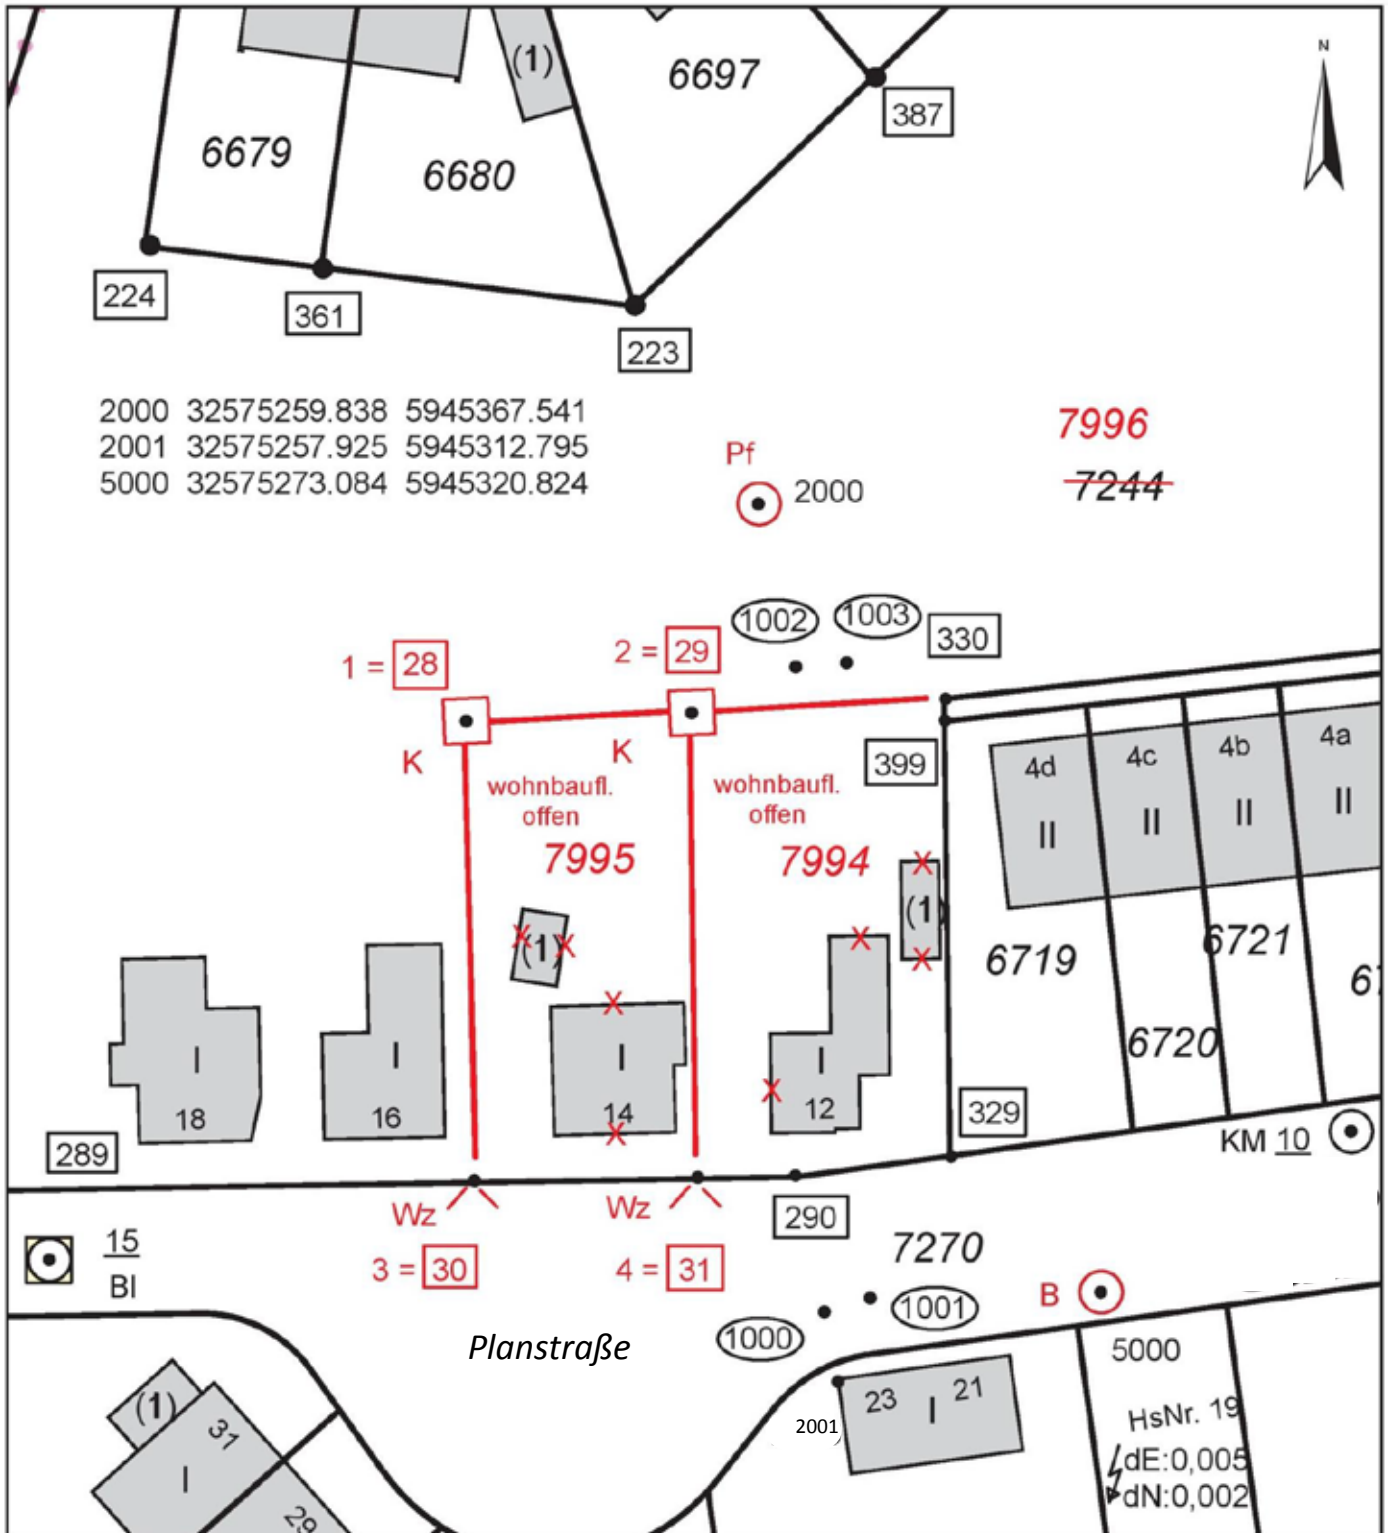 N
(1)
6697
387
6679
6680
224
361
223
2000 32575259.838 5945367.541
2001 32575257.925 5945312.795
5000 32575273.084 5945320.824
7996
7244
Pf
2000
1002
1003
330
1 = 28
2 = 29
K
K
399
wohnbaufl.
offen
wohnbaufl.
offen
7995
7994
4d
4c
4b
4a
II
II
II
II
(1)
(1)
6719
6721
67
6720
I
18
I
16
I
14
I
12
329
289
KM 10
Wz
Wz
290
15
Bl
3 = 30
4 = 31
7270
B
1001
1000
Planstraße
5000
(1)
31
I
29
23
I
21
2001
HsNr. 19
dE:0,005
dN:0,002